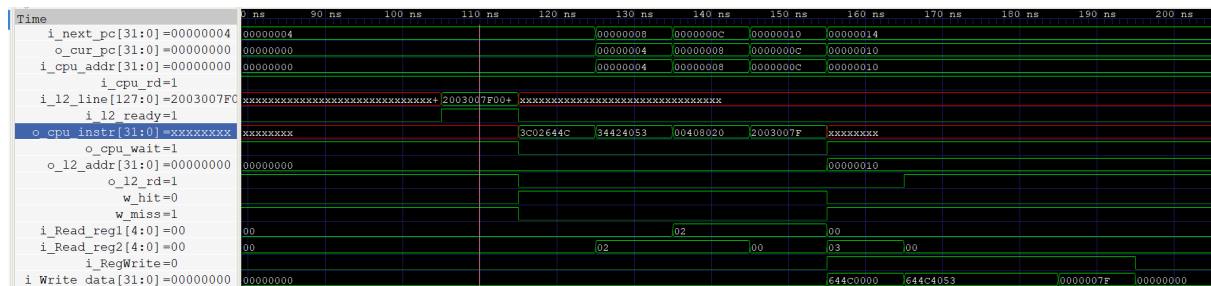 Time 0 ns 90 ns 100 ns 110 ns 120 ns 130 ns 140 ns 150 ns 160 ns 170 ns 180 ns 190 ns 200 ns
i_next_pc[31:0]=00000004 00000004 00000008 0000000C 00000010 00000014
o_cur_pc[31:0]=00000000 00000000 00000004 00000008 0000000C 00000010
i_cpu_addr[31:0]=00000000 00000000 00000004 00000008 0000000C 00000010
i_cpu_rd=1
i_l2_line[127:0]=2003007F0 xxxxxxxxxxxxxxxxxxxxxxxxxxxxx+ 2003007F00+ xxxxxxxxxxxxxxxxxxxxxxxxxxxxxxxx
i_l2_ready=1
o_cpu_instr[31:0]=xxxxxxxx xxxxxxxx 3C02644C 34424053 00408020 2003007F xxxxxxxx
o_cpu_wait=1
o_l2_addr[31:0]=00000000 00000000 00000010
o_l2_rd=1
w_hit=0
w_miss=1
i_Read_reg1[4:0]=00 00 02 00
i_Read_reg2[4:0]=00 00 02 00 03 00
i_RegWrite=0
i_Write_data[31:0]=00000000 00000000 644C0000 644C4053 0000007F 00000000